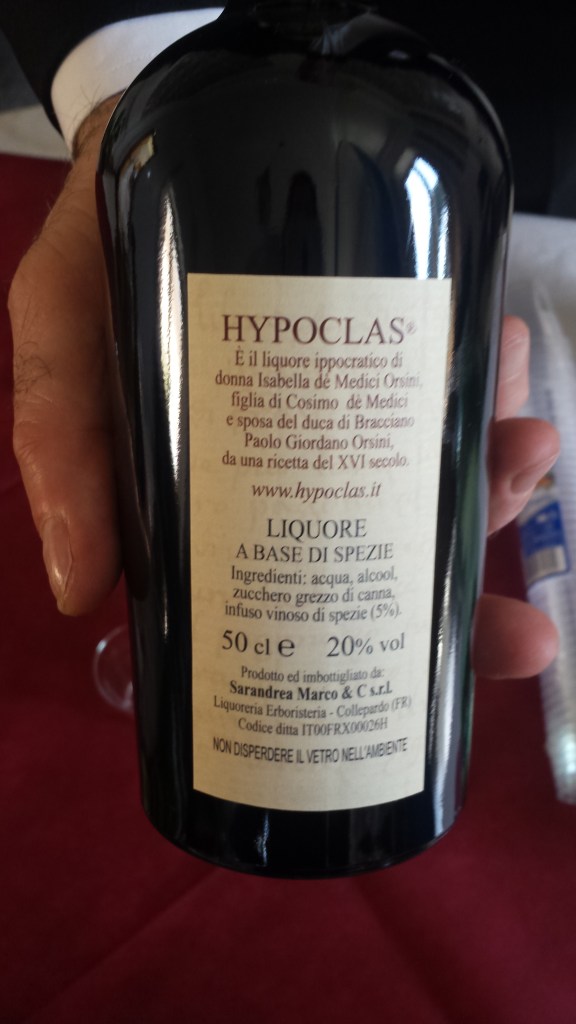 HYPOCLAS®
È il liquore ippocratico di
donna Isabella dè Medici Orsini,
figlia di Cosimo dè Medici
e sposa del duca di Bracciano
Paolo Giordano Orsini,
da una ricetta del XVI secolo.
www.hypoclas.it
LIQUORE
A BASE DI SPEZIE
Ingredienti: acqua, alcool,
zucchero grezzo di canna,
infuso vinoso di spezie (5%).
50 cl e 20% vol
Prodotto ed imbottigliato da:
Sarandrea Marco & C s.r.l.
Liquoreria Erboristeria - Collepardo (FR)
Codice ditta IT00FRX00026H
NON DISPERDERE IL VETRO NELL'AMBIENTE